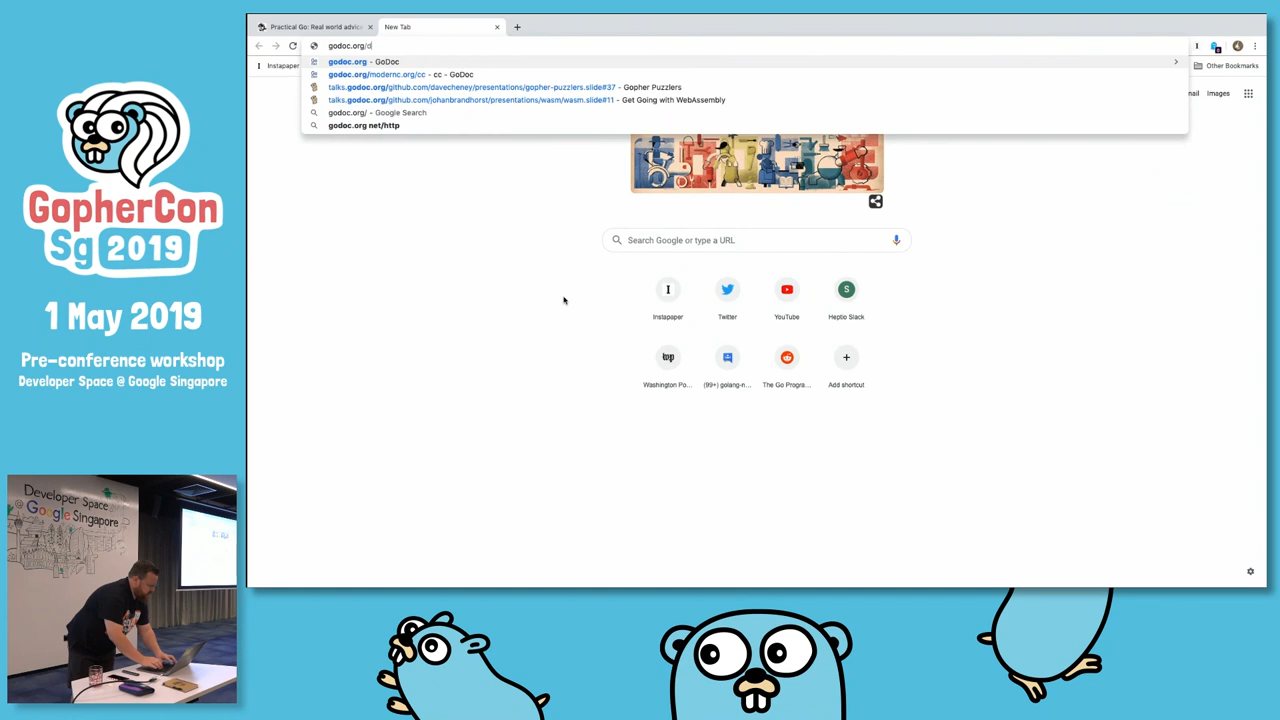 GopherCon
Sg 2019
1 May 2019
Pre-conference workshop
Developer Space @ Google Singapore
Developer Space
@ Google
Singapore
Practical Go: Real world advice
New Tab
godoc.org/d
godoc.org - GoDoc
godoc.org/modernc.org/cc - cc - GoDoc
talks.godoc.org/github.com/davecheney/presentations/gopher-puzzlers.slide#37 - Gopher Puzzlers
talks.godoc.org/github.com/johanbrandhorst/presentations/wasm/wasm.slide#11 - Get Going with WebAssembly
godoc.org/ - Google Search
godoc.org net/http
Instapaper
Other Bookmarks
mail Images
Search Google or type a URL
I
S
Instapaper
Twitter
YouTube
Heptio Slack
wp
Washington Po...
(99+) golang-n...
The Go Progra...
Add shortcut